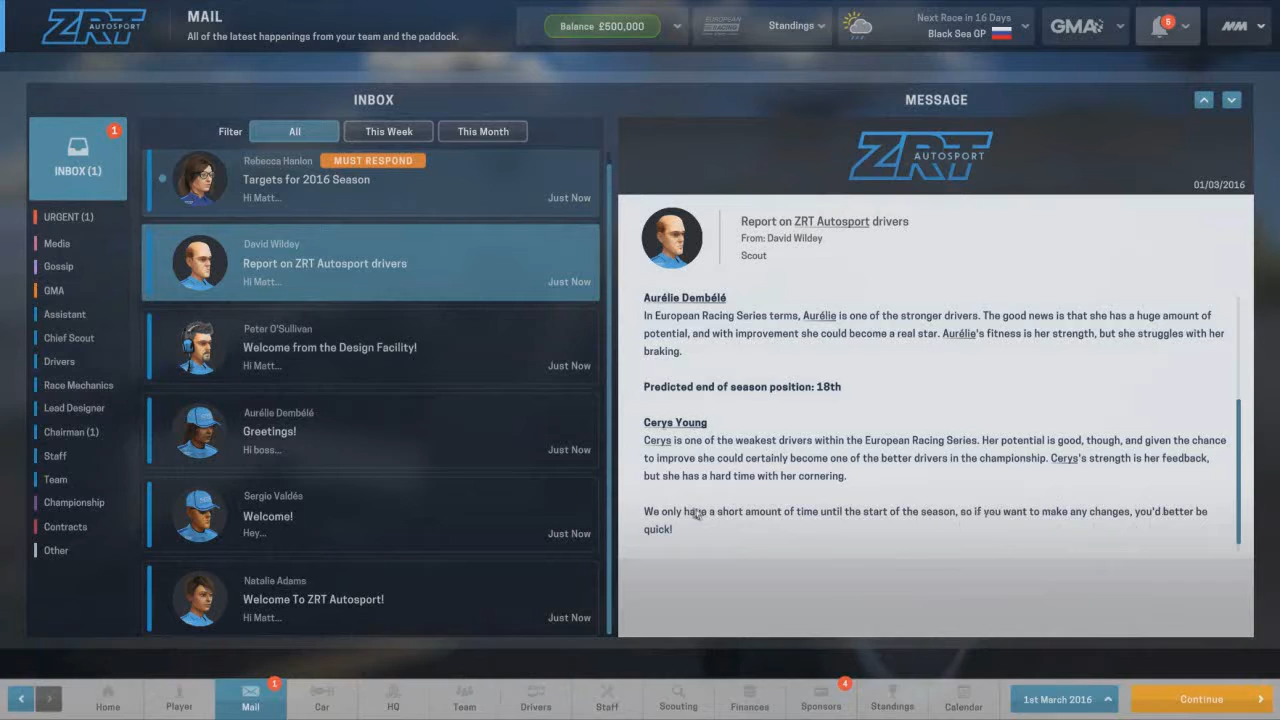 ZRT AUTOSPORT
MAIL
All of the latest happenings from your team and the paddock.
Balance £500,000
Standings
Next Race in 16 Days
Black Sea GP
GMA
6
INBOX
MESSAGE
1
INBOX (1)
Filter
All
This Week
This Month
URGENT (1)
Media
Gossip
GMA
Assistant
Chief Scout
Drivers
Race Mechanics
Lead Designer
Chairman (1)
Staff
Team
Championship
Contracts
Other
Rebecca Hanlon MUST RESPOND
Targets for 2016 Season
Hi Matt...
Just Now
David Wildey
Report on ZRT Autosport drivers
Hi Matt...
Just Now
Peter O'Sullivan
Welcome from the Design Facility!
Hi Matt...
Just Now
Aurélie Dembélé
Greetings!
Hi boss...
Just Now
Sergio Valdés
Welcome!
Hey...
Just Now
Natalie Adams
Welcome To ZRT Autosport!
Hi Matt...
Just Now
ZRT AUTOSPORT
01/03/2016
Report on ZRT Autosport drivers
From: David Wildey
Scout
Aurélie Dembélé
In European Racing Series terms, Aurélie is one of the stronger drivers. The good news is that she has a huge amount of
potential, and with improvement she could become a real star. Aurélie's fitness is her strength, but she struggles with her
braking.
Predicted end of season position: 18th
Cerys Young
Cerys is one of the weakest drivers within the European Racing Series. Her potential is good, though, and given the chance
to improve she could certainly become one of the better drivers in the championship. Cerys's strength is her feedback,
but she has a hard time with her cornering.
We only have a short amount of time until the start of the season, so if you want to make any changes, you'd better be
quick!
Home
Player
Mail
1
Car
HQ
Team
Drivers
Staff
Scouting
Finances
Sponsors
4
Standings
Calendar
1st March 2016
Continue